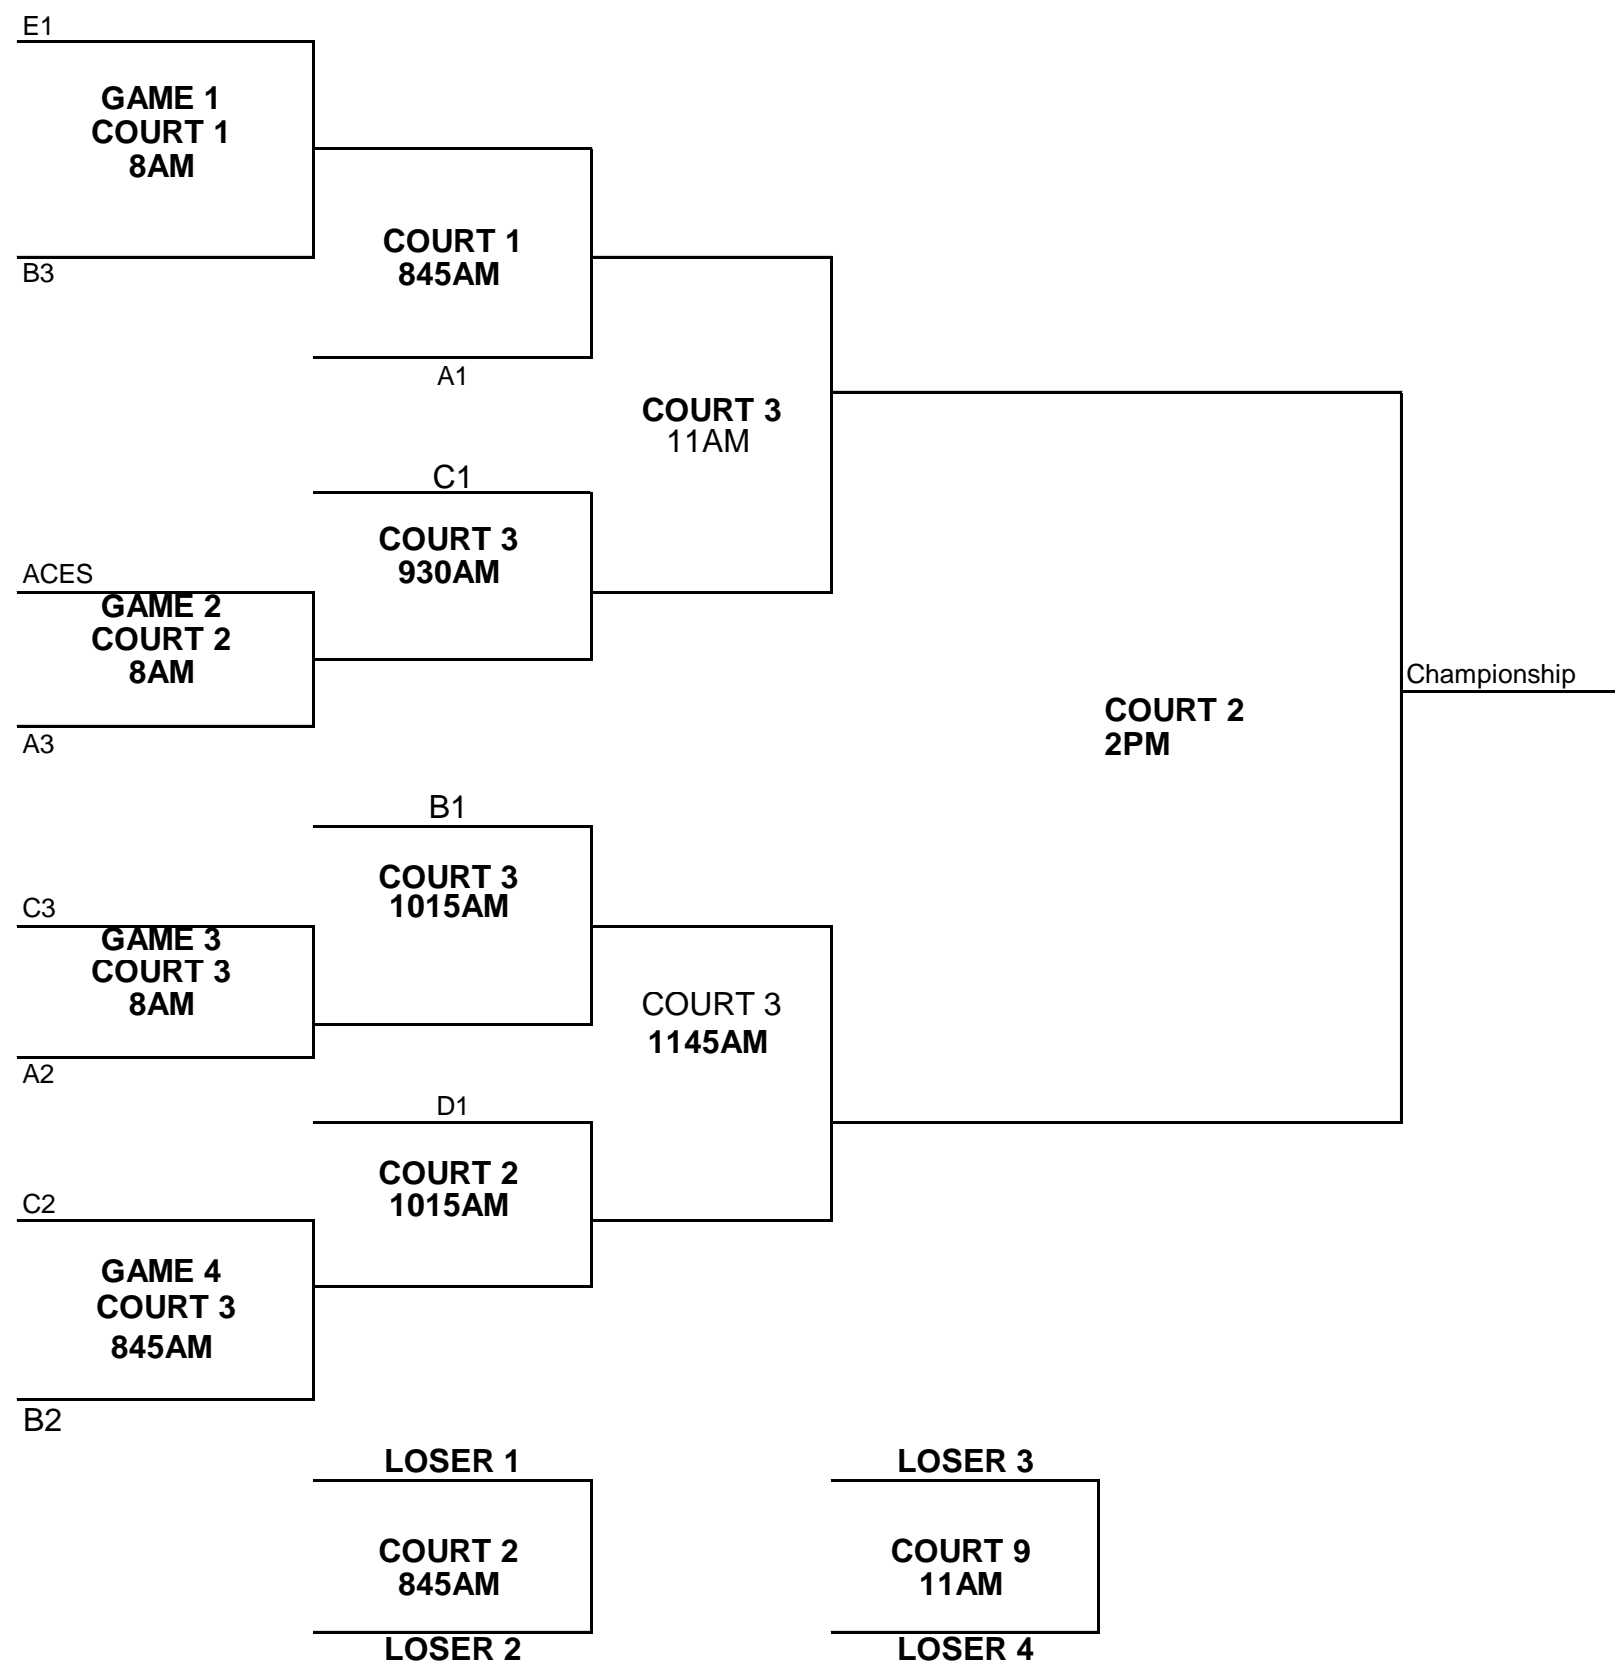 E1
GAME 1
COURT 1
8AM
B3
COURT 1
845AM
A1
COURT 3
11AM
C1
COURT 3
930AM
ACES
GAME 2
COURT 2
8AM
A3
Championship
COURT 2
2PM
B1
COURT 3
1015AM
C3
GAME 3
COURT 3
8AM
A2
COURT 3
1145AM
D1
COURT 2
1015AM
C2
GAME 4
COURT 3
845AM
B2
LOSER 1
COURT 2
845AM
LOSER 2
LOSER 3
COURT 9
11AM
LOSER 4